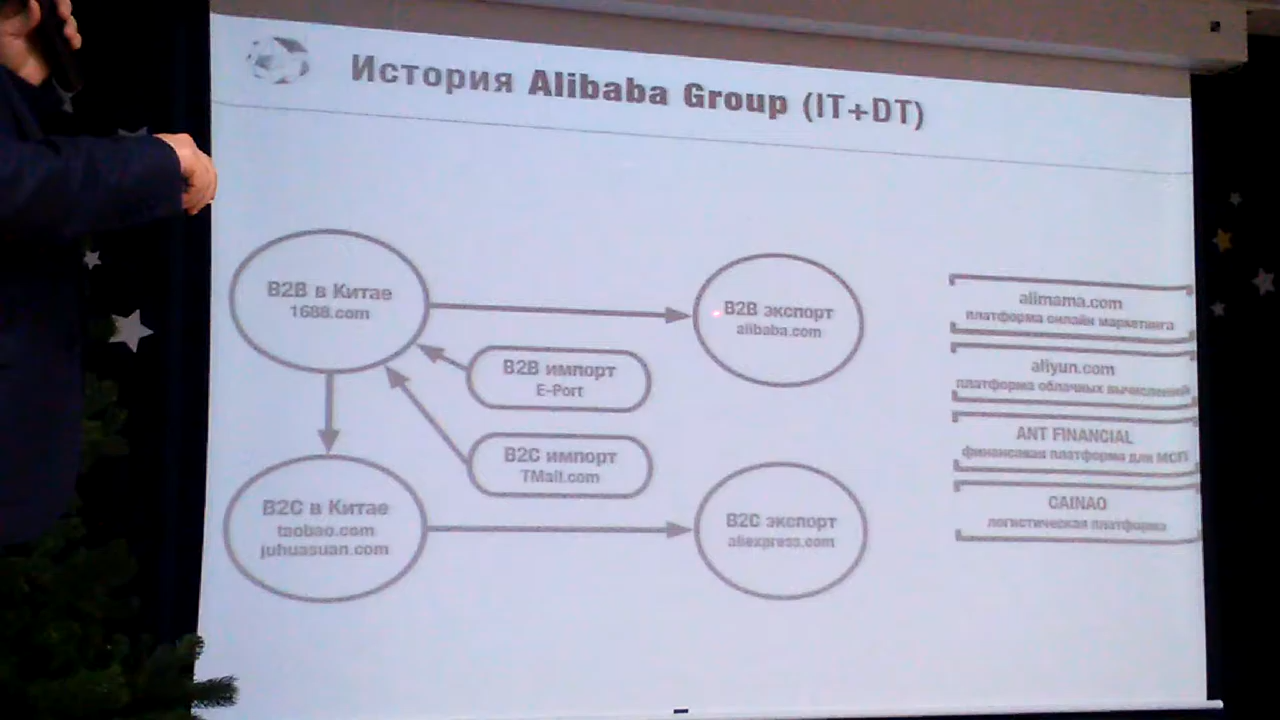 История Alibaba Group (IT+DT)
B2B в Китае
1688.com
B2B экспорт
alibaba.com
B2B импорт
E-Port
B2C импорт
TMall.com
B2C в Китае
taobao.com
juhuasuan.com
B2C экспорт
aliexpress.com
alimama.com
платформа онлайн маркетинга
aliyun.com
платформа облачных вычислений
ANT FINANCIAL
финансовая платформа для МСП
CAINAO
логистическая платформа